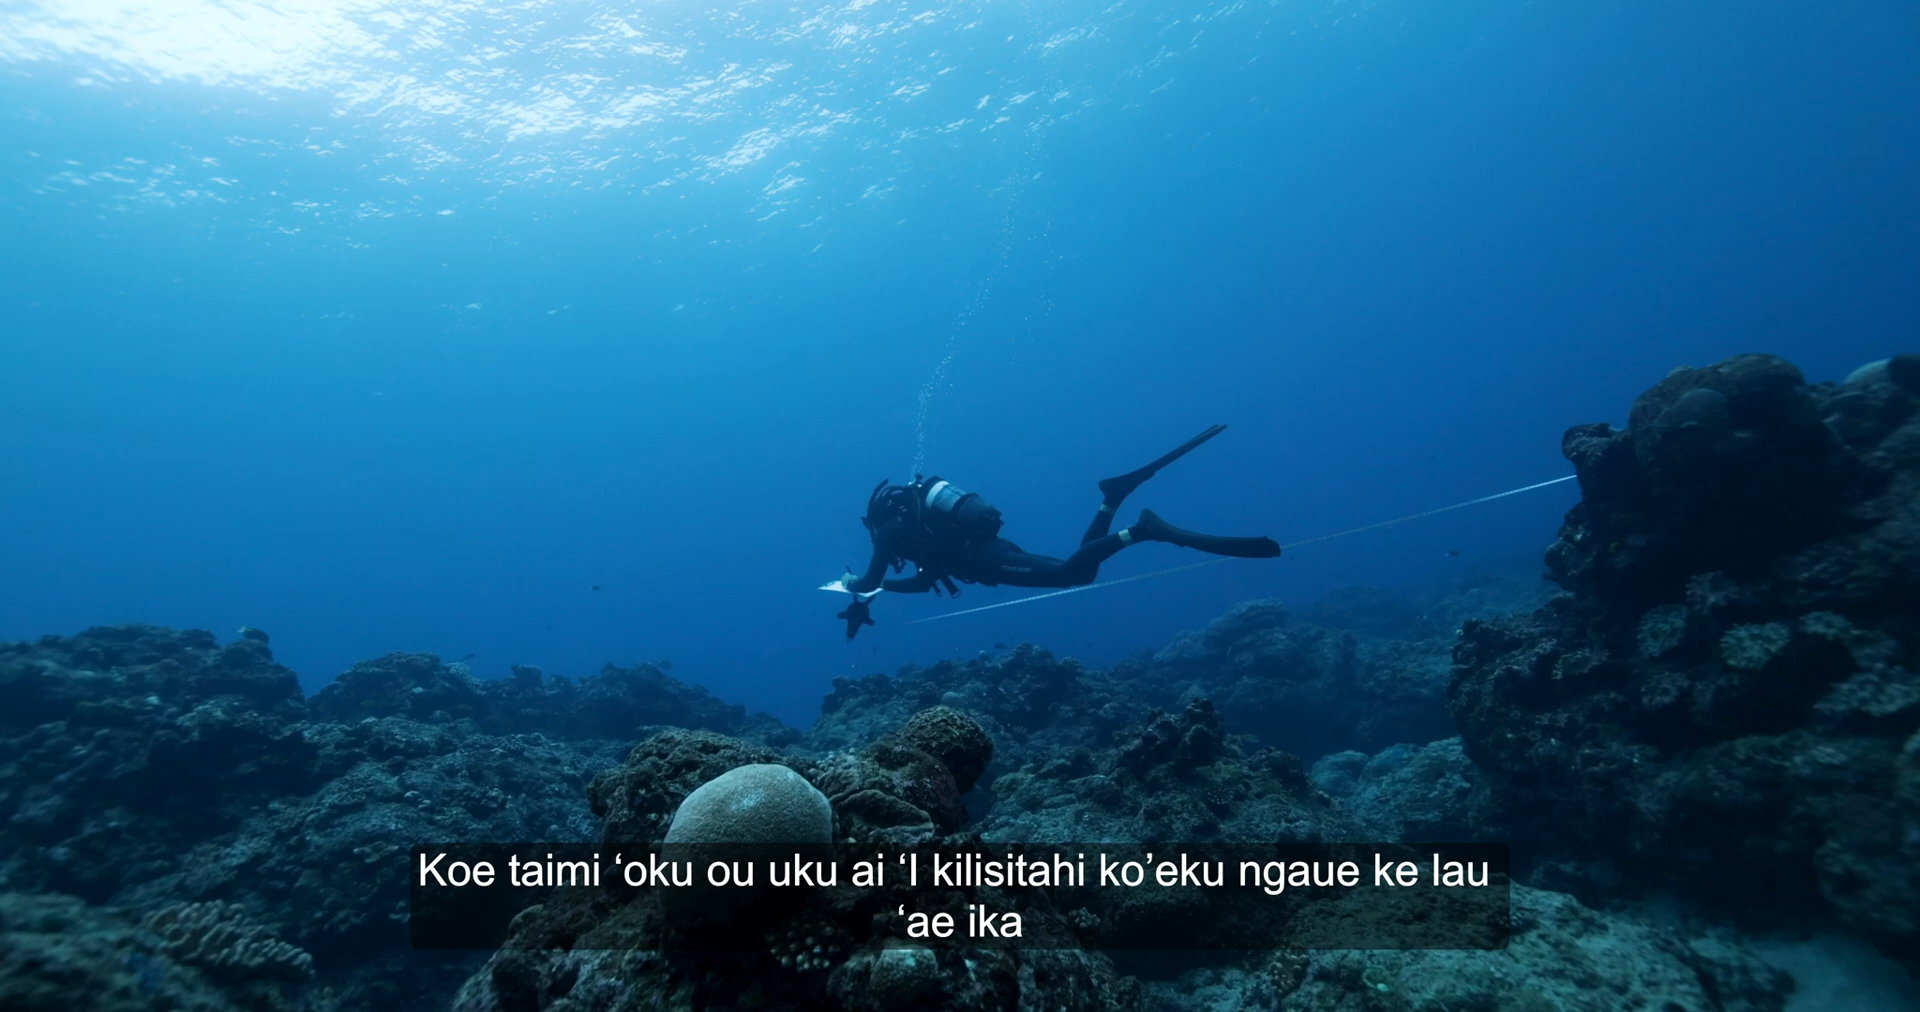 Koe taimi ‘oku ou uku ai ‘I kilisitahi ko’eku ngaue ke lau
‘ae ika